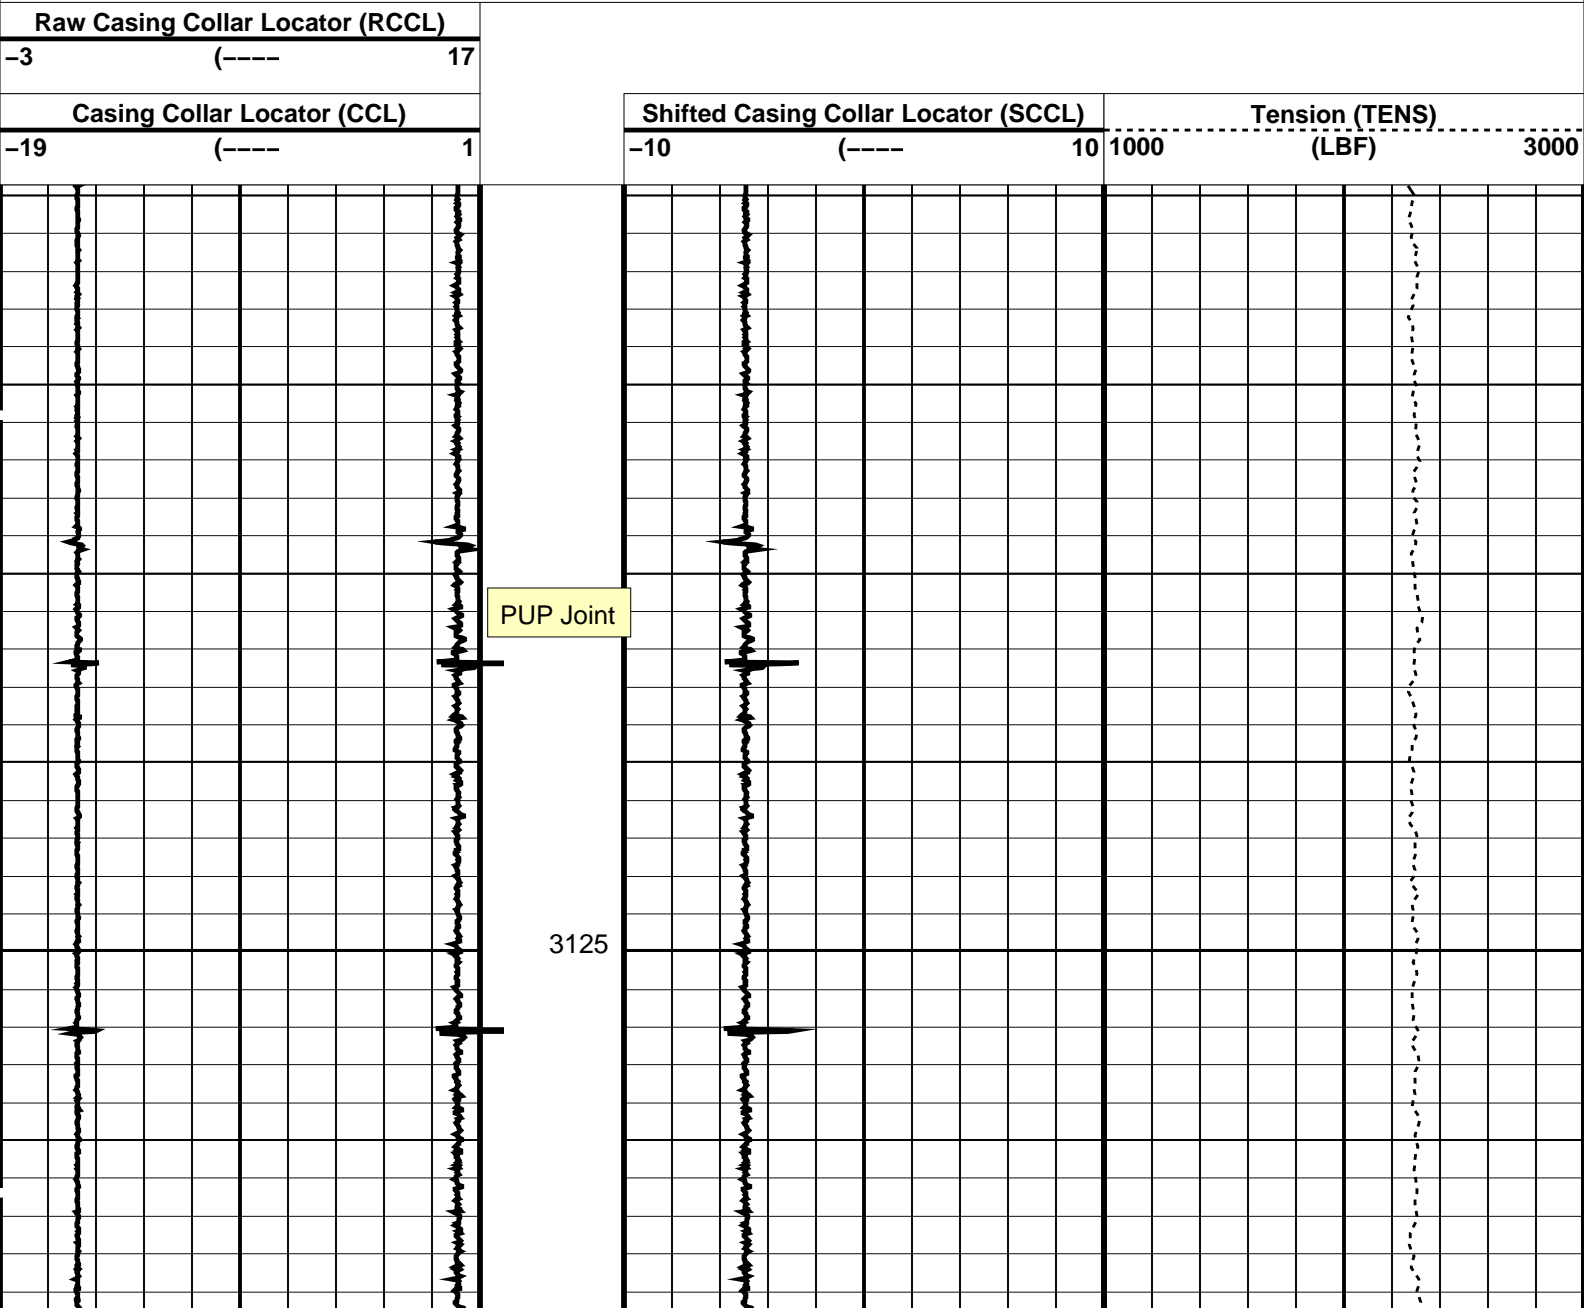 Raw Casing Collar Locator (RCCL)
−3 (−−−− 17
Casing Collar Locator (CCL)
−19 (−−−− 1
Shifted Casing Collar Locator (SCCL)
−10 (−−−− 10
Tension (TENS)
1000 (LBF) 3000
PUP Joint
3125